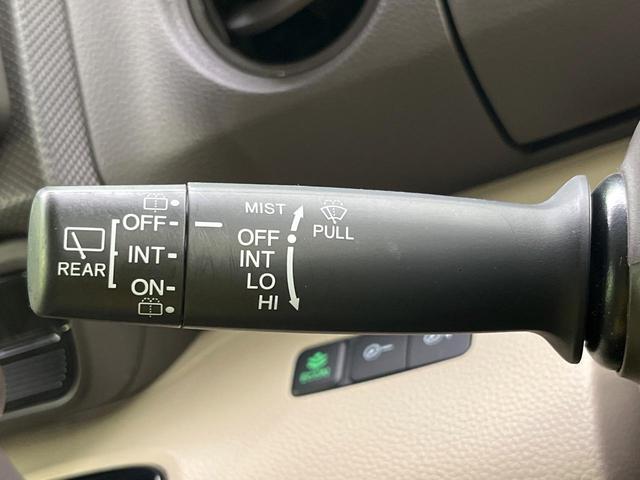 REAR
OFF
INT
ON
MIST
OFF
INT
LO
HI
PULL